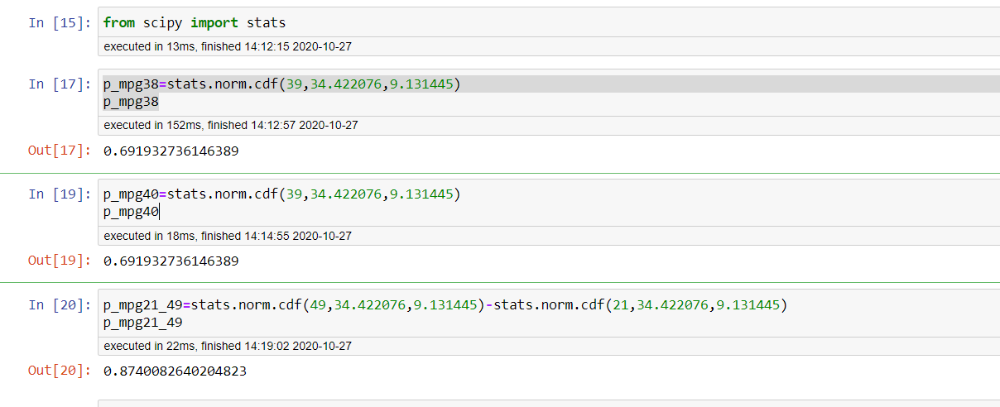 In [15]: from scipy import stats
executed in 13ms, finished 14:12:15 2020-10-27
In [17]: p_mpg38=stats.norm.cdf(39,34.422076,9.131445)
p_mpg38
executed in 152ms, finished 14:12:57 2020-10-27
Out[17]: 0.691932736146389
In [19]: p_mpg40=stats.norm.cdf(39,34.422076,9.131445)
p_mpg40
executed in 18ms, finished 14:14:55 2020-10-27
Out[19]: 0.691932736146389
In [20]: p_mpg21_49=stats.norm.cdf(49,34.422076,9.131445)-stats.norm.cdf(21,34.422076,9.131445)
p_mpg21_49
executed in 22ms, finished 14:19:02 2020-10-27
Out[20]: 0.8740082640204823